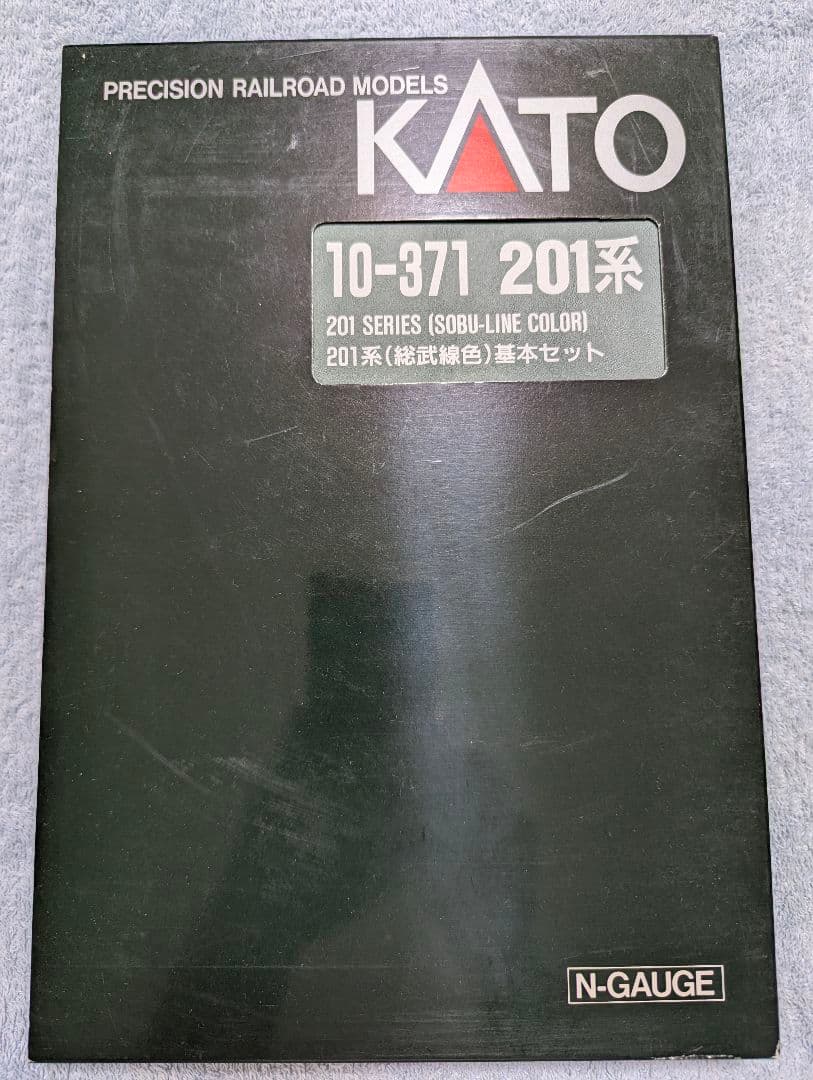 PRECISION RAILROAD MODELS
KATO
10-371 201系
201 SERIES (SOBU-LINE COLOR)
201系(総武線色)基本セット
N-GAUGE